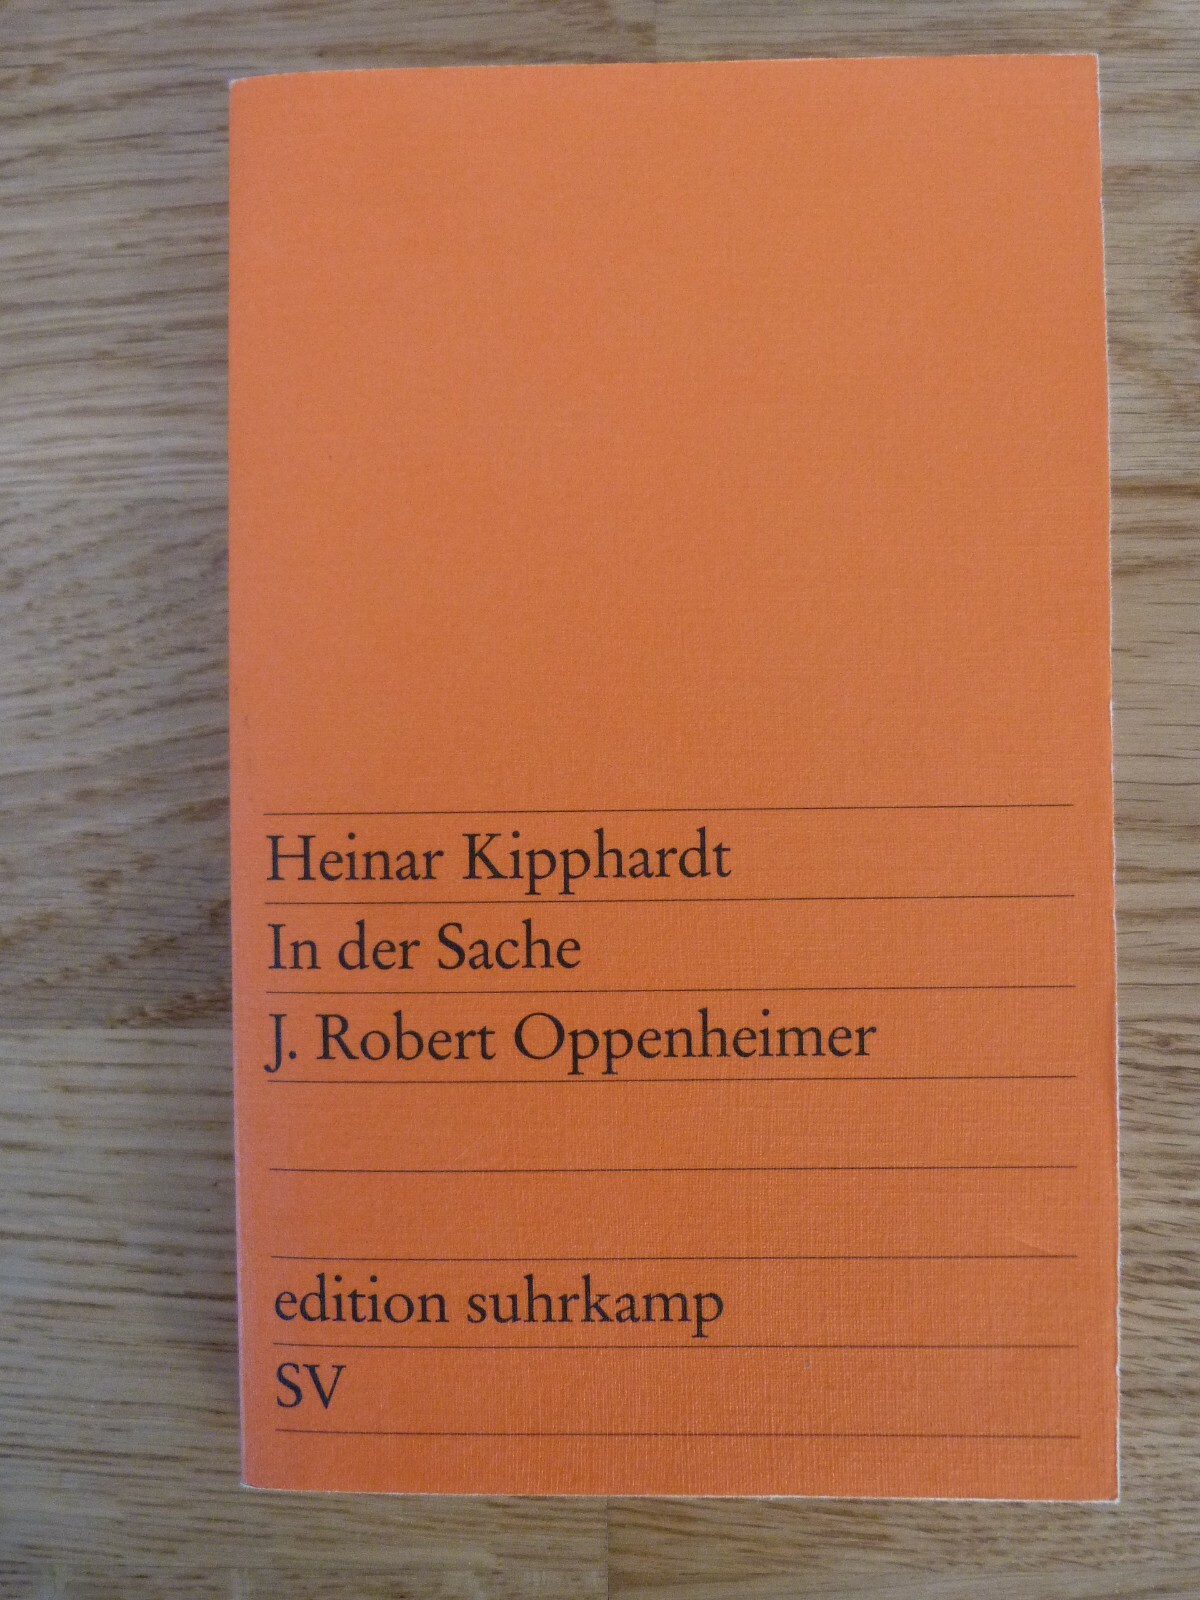 Heinar Kipphardt
In der Sache
J. Robert Oppenheimer
edition suhrkamp
SV